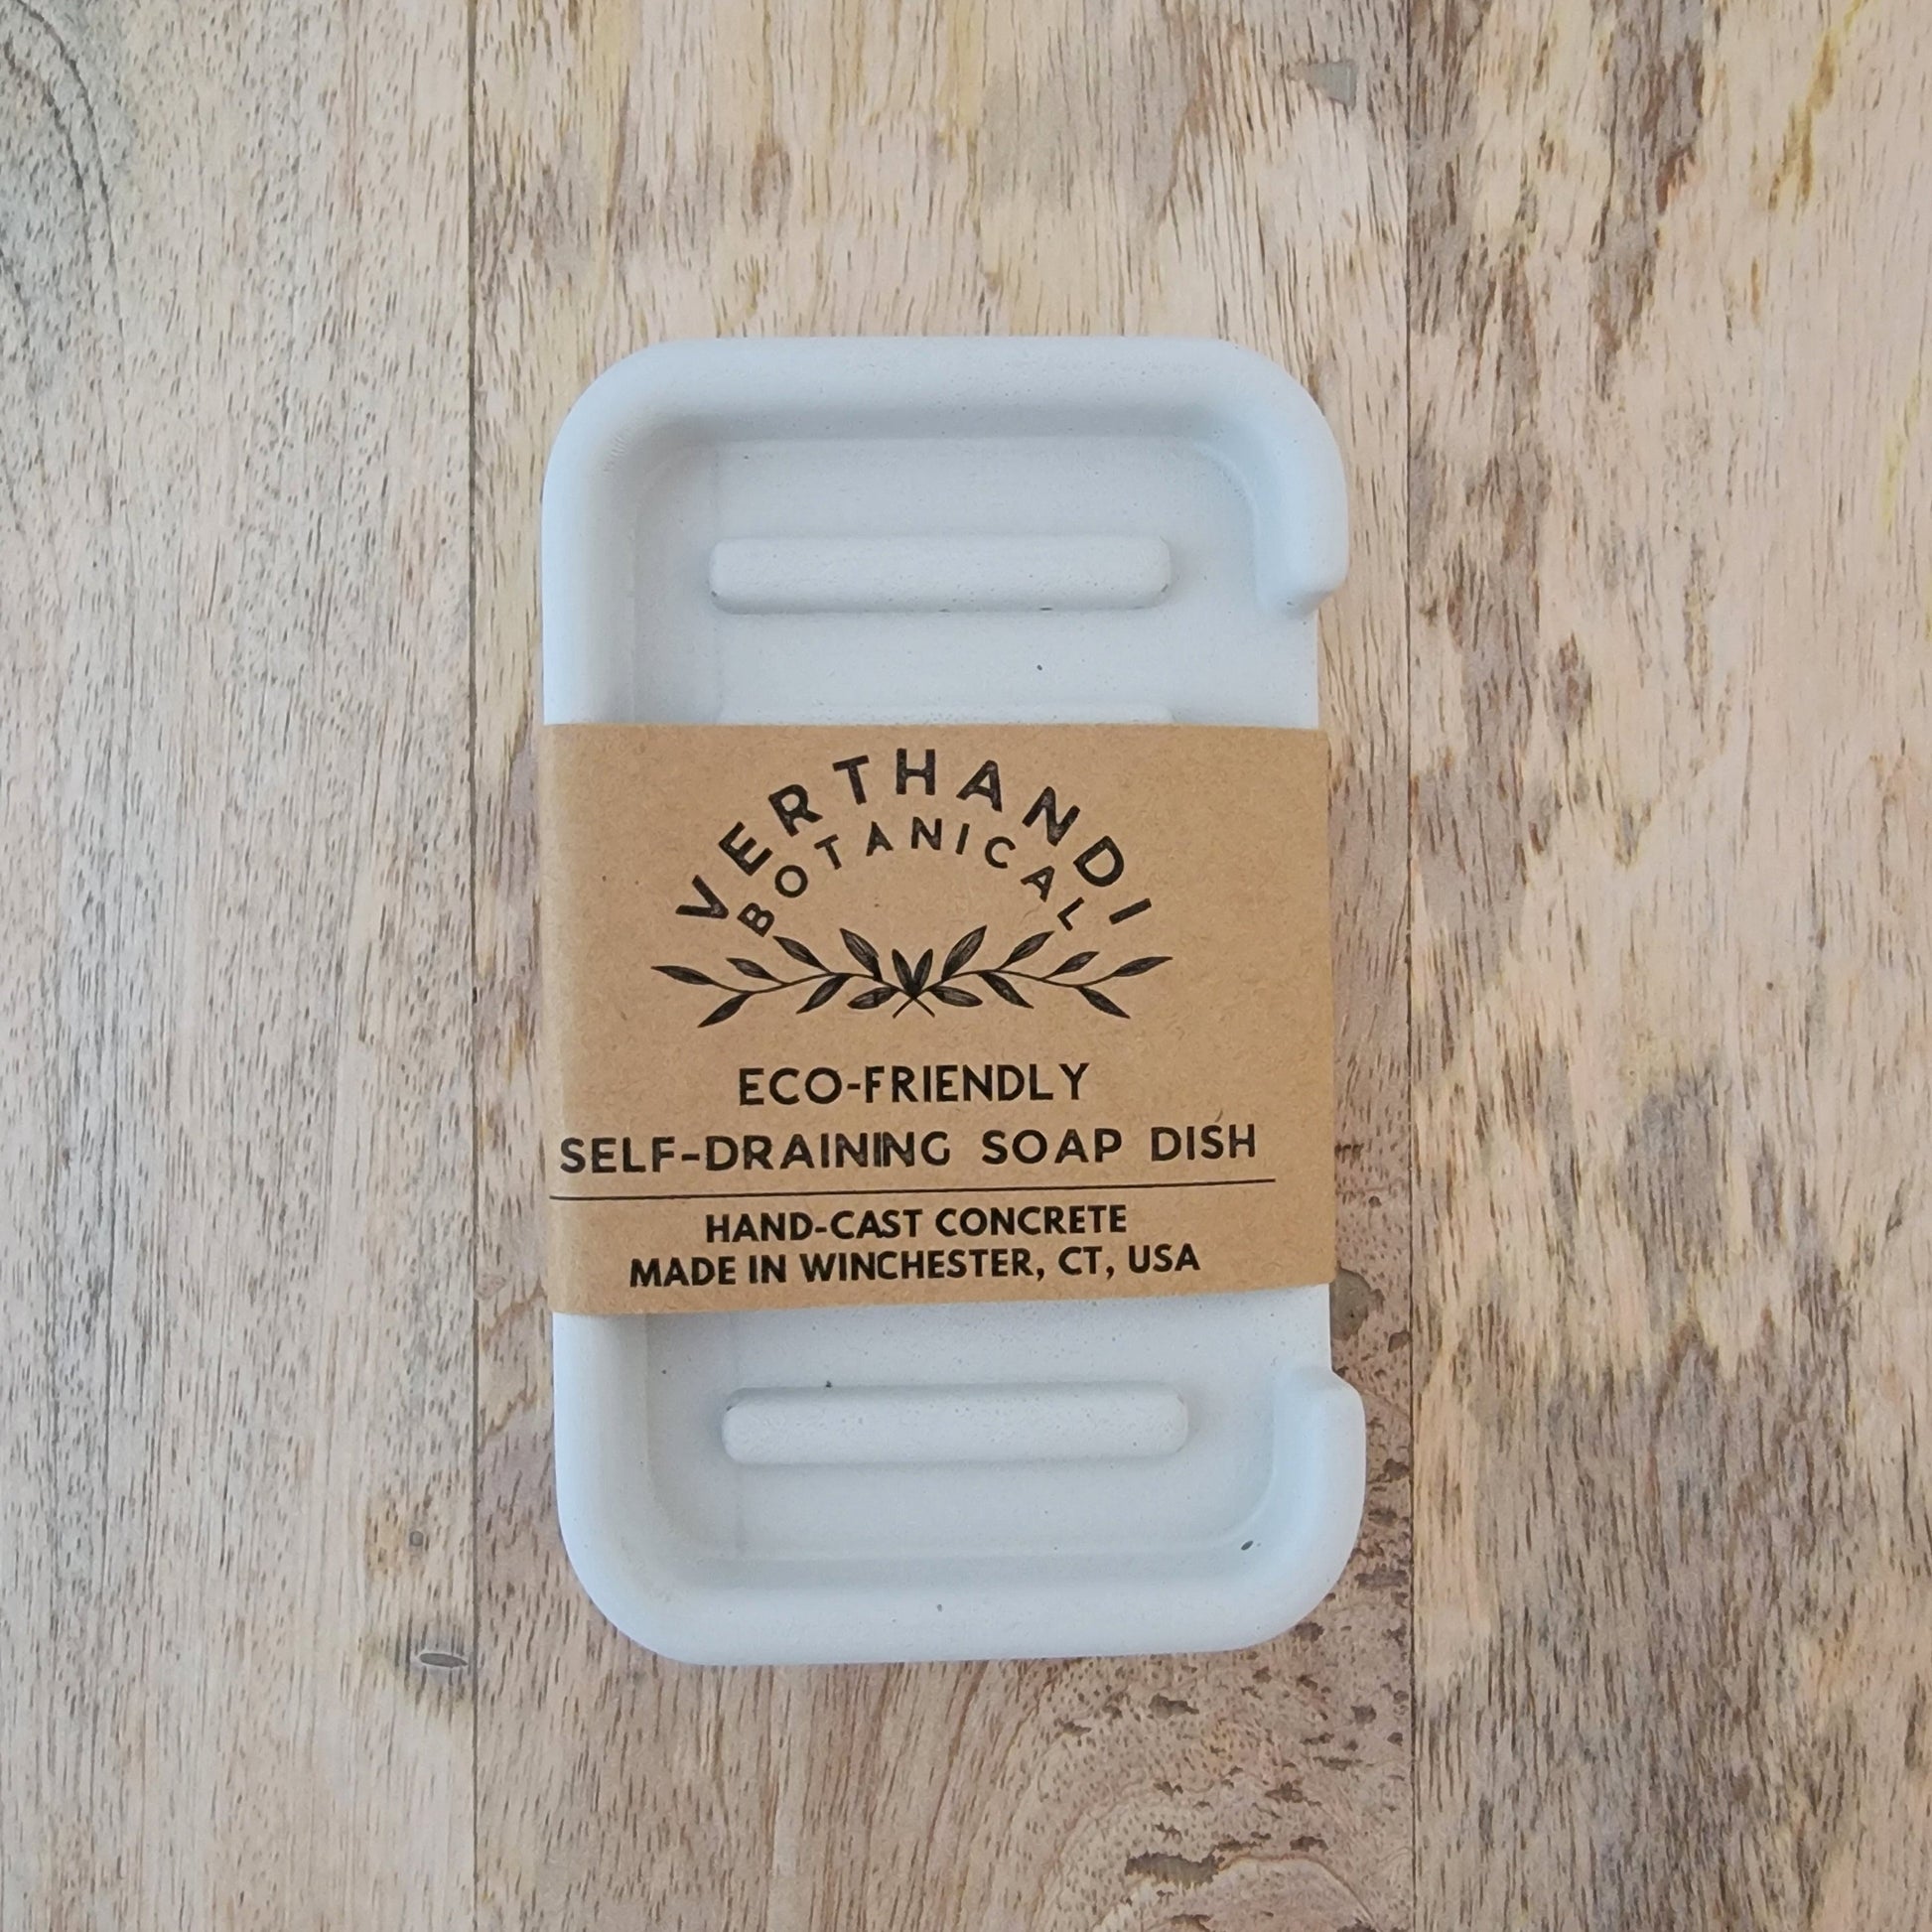 VERTHANDI
BOTANICAL
ECO-FRIENDLY
SELF-DRAINING SOAP DISH
HAND-CAST CONCRETE
MADE IN WINCHESTER, CT, USA